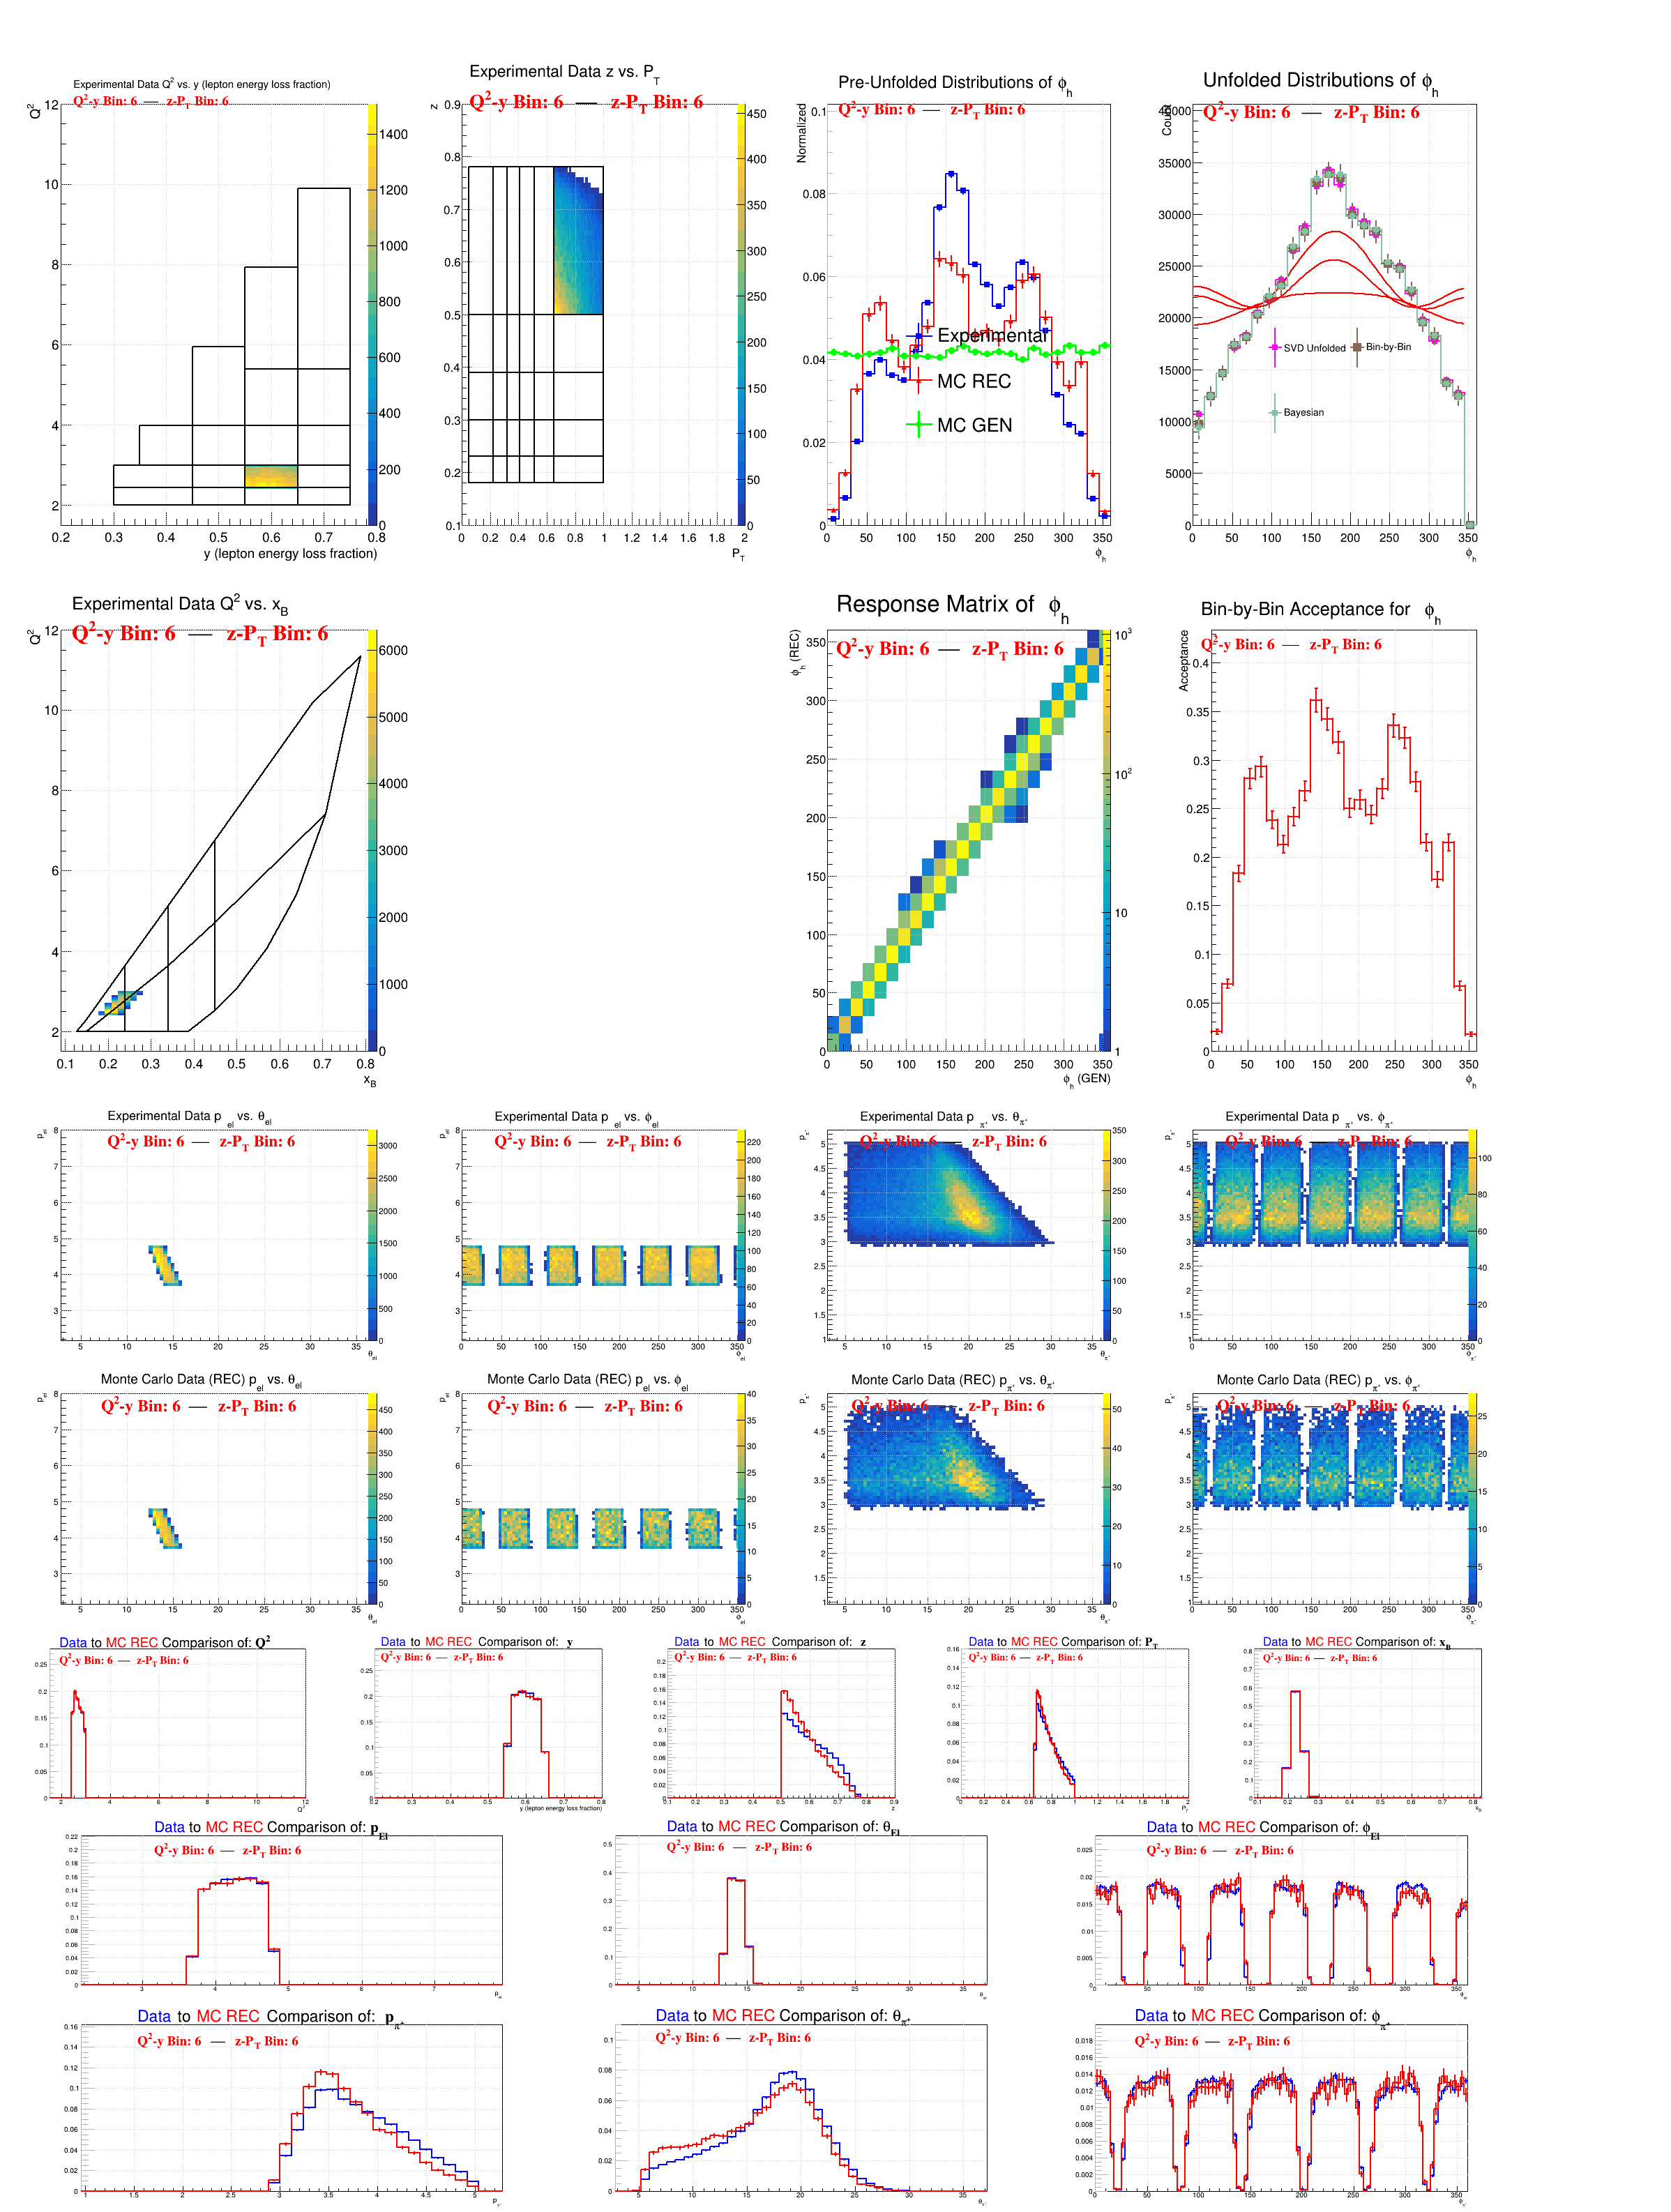 Experimental Data Q² vs. y (lepton energy loss fraction)
Q²-y Bin: 6 — z-P_T Bin: 6
Q²
y (lepton energy loss fraction)
Experimental Data z vs. P_T
Q²-y Bin: 6 — z-P_T Bin: 6
z
P_T
Pre-Unfolded Distributions of ϕ_h
Q²-y Bin: 6 — z-P_T Bin: 6
Normalized
Experimental
MC REC
MC GEN
ϕ_h
Unfolded Distributions of ϕ_h
Q²-y Bin: 6 — z-P_T Bin: 6
Count
SVD Unfolded
Bin-by-Bin
Bayesian
ϕ_h
Experimental Data Q² vs. x_B
Q²-y Bin: 6 — z-P_T Bin: 6
Q²
x_B
Response Matrix of ϕ_h
Q²-y Bin: 6 — z-P_T Bin: 6
ϕ_h (REC)
ϕ_h (GEN)
Bin-by-Bin Acceptance for ϕ_h
Q²-y Bin: 6 — z-P_T Bin: 6
Acceptance
ϕ_h
Experimental Data p_el vs. θ_el
Q²-y Bin: 6 — z-P_T Bin: 6
Experimental Data p_el vs. ϕ_el
Q²-y Bin: 6 — z-P_T Bin: 6
Experimental Data p_π⁺ vs. θ_π⁺
Q²-y Bin: 6 — z-P_T Bin: 6
Experimental Data p_π⁺ vs. ϕ_π⁺
Q²-y Bin: 6 — z-P_T Bin: 6
Monte Carlo Data (REC) p_el vs. θ_el
Q²-y Bin: 6 — z-P_T Bin: 6
Monte Carlo Data (REC) p_el vs. ϕ_el
Q²-y Bin: 6 — z-P_T Bin: 6
Monte Carlo Data (REC) p_π⁺ vs. θ_π⁺
Q²-y Bin: 6 — z-P_T Bin: 6
Monte Carlo Data (REC) p_π⁺ vs. ϕ_π⁺
Q²-y Bin: 6 — z-P_T Bin: 6
Data to MC REC Comparison of: Q²
Q²-y Bin: 6 — z-P_T Bin: 6
Data to MC REC Comparison of: y
Q²-y Bin: 6 — z-P_T Bin: 6
y (lepton energy loss fraction)
Data to MC REC Comparison of: z
Q²-y Bin: 6 — z-P_T Bin: 6
Data to MC REC Comparison of: P_T
Q²-y Bin: 6 — z-P_T Bin: 6
Data to MC REC Comparison of: x_B
Q²-y Bin: 6 — z-P_T Bin: 6
Data to MC REC Comparison of: p_El
Q²-y Bin: 6 — z-P_T Bin: 6
Data to MC REC Comparison of: θ_El
Q²-y Bin: 6 — z-P_T Bin: 6
Data to MC REC Comparison of: ϕ_El
Q²-y Bin: 6 — z-P_T Bin: 6
Data to MC REC Comparison of: p_π⁺
Q²-y Bin: 6 — z-P_T Bin: 6
Data to MC REC Comparison of: θ_π⁺
Q²-y Bin: 6 — z-P_T Bin: 6
Data to MC REC Comparison of: ϕ_π⁺
Q²-y Bin: 6 — z-P_T Bin: 6